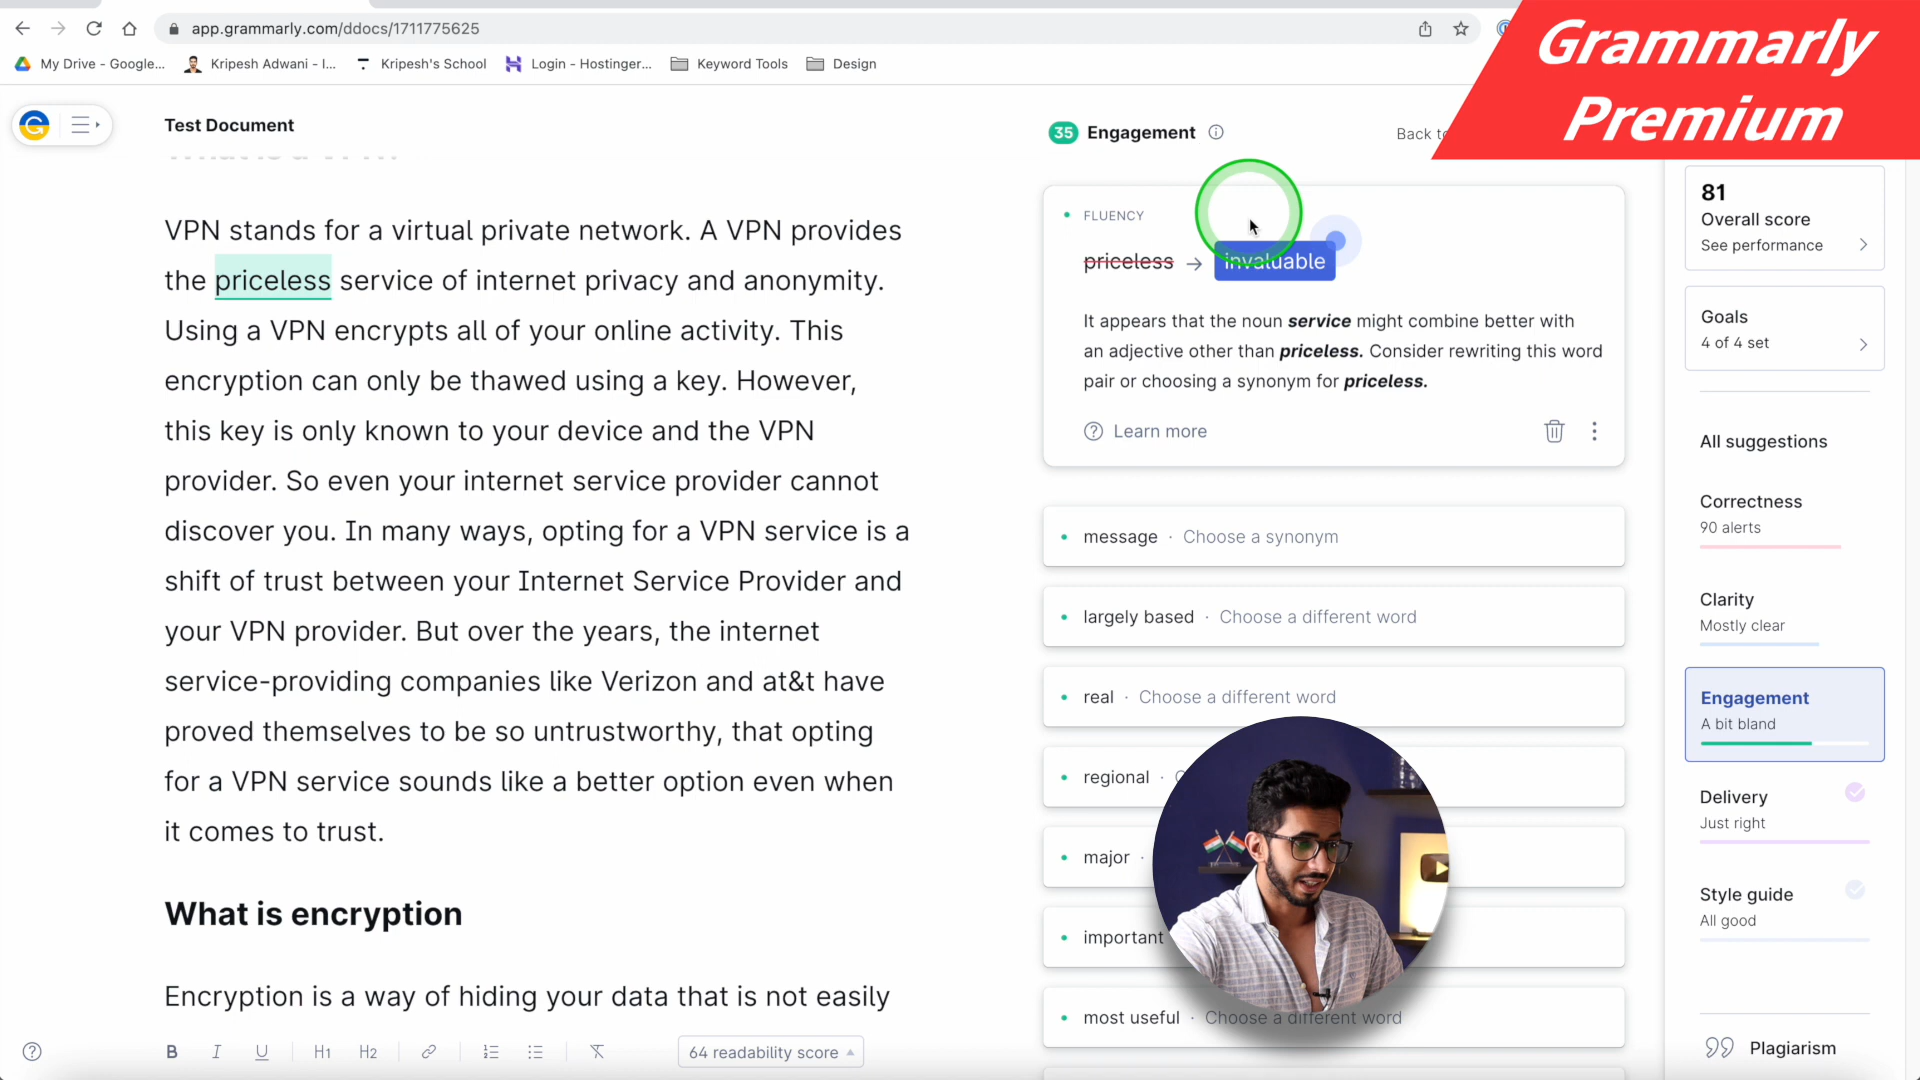 app.grammarly.com/ddocs/1711775625
My Drive - Google...
Kripesh Adwani - I...
Kripesh's School
Login - Hostinger...
Keyword Tools
Design
Grammarly
Premium
Test Document
What is a VPN?
VPN stands for a virtual private network. A VPN provides
the priceless service of internet privacy and anonymity.
Using a VPN encrypts all of your online activity. This
encryption can only be thawed using a key. However,
this key is only known to your device and the VPN
provider. So even your internet service provider cannot
discover you. In many ways, opting for a VPN service is a
shift of trust between your Internet Service Provider and
your VPN provider. But over the years, the internet
service-providing companies like Verizon and at&t have
proved themselves to be so untrustworthy, that opting
for a VPN service sounds like a better option even when
it comes to trust.
What is encryption
Encryption is a way of hiding your data that is not easily
B I U H1 H2
64 readability score
35 Engagement
Back to
FLUENCY
priceless → invaluable
It appears that the noun service might combine better with
an adjective other than priceless. Consider rewriting this word
pair or choosing a synonym for priceless.
Learn more
message · Choose a synonym
largely based · Choose a different word
real · Choose a different word
regional ·
major ·
important
most useful · Choose a different word
81
Overall score
See performance
Goals
4 of 4 set
All suggestions
Correctness
90 alerts
Clarity
Mostly clear
Engagement
A bit bland
Delivery
Just right
Style guide
All good
Plagiarism